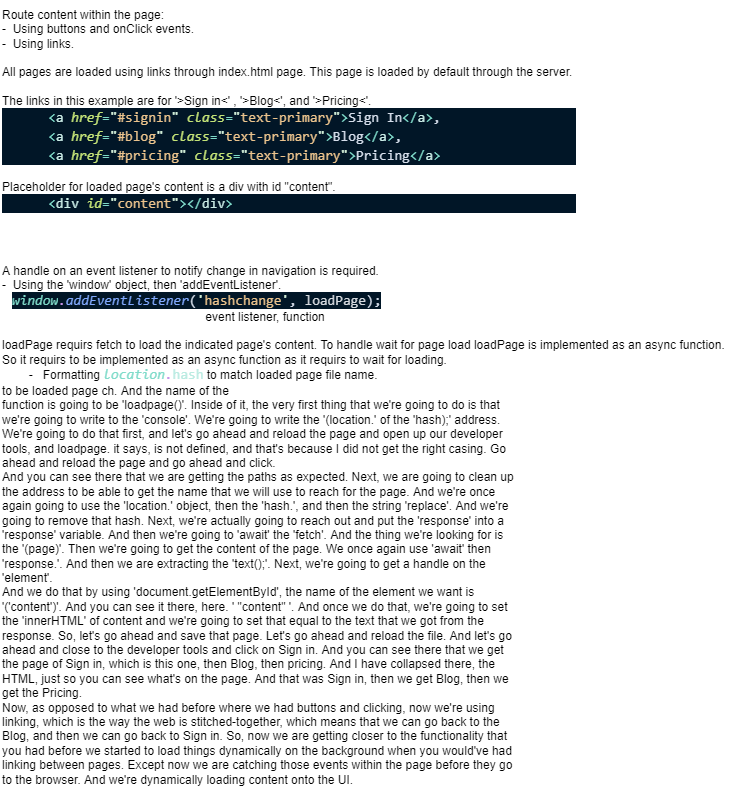 Route content within the page:
- Using buttons and onClick events.
- Using links.
All pages are loaded using links through index.html page. This page is loaded by default through the server.
The links in this example are for '>Sign in<' , '>Blog<', and '>Pricing<'.
<a href="#signin" class="text-primary">Sign In</a>,
<a href="#blog" class="text-primary">Blog</a>,
<a href="#pricing" class="text-primary">Pricing</a>
Placeholder for loaded page's content is a div with id "content".
<div id="content"></div>
A handle on an event listener to notify change in navigation is required.
- Using the 'window' object, then 'addEventListener'.
window.addEventListener('hashchange', loadPage);
event listener, function
loadPage requirs fetch to load the indicated page's content. To handle wait for page load loadPage is implemented as an async function.
So it requirs to be implemented as an async function as it requirs to wait for loading.
- Formatting location.hash to match loaded page file name.
to be loaded page ch. And the name of the
function is going to be 'loadpage()'. Inside of it, the very first thing that we're going to do is that
we're going to write to the 'console'. We're going to write the '(location.' of the 'hash);' address.
We're going to do that first, and let's go ahead and reload the page and open up our developer
tools, and loadpage. it says, is not defined, and that's because I did not get the right casing. Go
ahead and reload the page and go ahead and click.
And you can see there that we are getting the paths as expected. Next, we are going to clean up
the address to be able to get the name that we will use to reach for the page. And we're once
again going to use the 'location.' object, then the 'hash.', and then the string 'replace'. And we're
going to remove that hash. Next, we're actually going to reach out and put the 'response' into a
'response' variable. And then we're going to 'await' the 'fetch'. And the thing we're looking for is
the '(page)'. Then we're going to get the content of the page. We once again use 'await' then
'response.'. And then we are extracting the 'text();'. Next, we're going to get a handle on the
'element'.
And we do that by using 'document.getElementById', the name of the element we want is
'('content')'. And you can see it there, here. ' "content" '. And once we do that, we're going to set
the 'innerHTML' of content and we're going to set that equal to the text that we got from the
response. So, let's go ahead and save that page. Let's go ahead and reload the file. And let's go
ahead and close to the developer tools and click on Sign in. And you can see there that we get
the page of Sign in, which is this one, then Blog, then pricing. And I have collapsed there, the
HTML, just so you can see what's on the page. And that was Sign in, then we get Blog, then we
get the Pricing.
Now, as opposed to what we had before where we had buttons and clicking, now we're using
linking, which is the way the web is stitched-together, which means that we can go back to the
Blog, and then we can go back to Sign in. So, now we are getting closer to the functionality that
you had before we started to load things dynamically on the background when you would've had
linking between pages. Except now we are catching those events within the page before they go
to the browser. And we're dynamically loading content onto the UI.